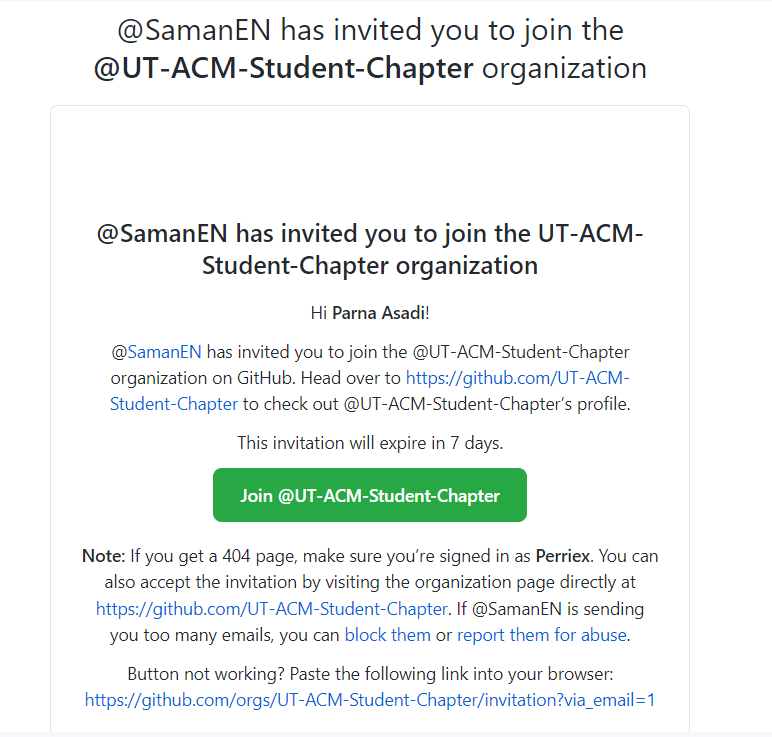 @SamanEN has invited you to join the
@UT-ACM-Student-Chapter organization
@SamanEN has invited you to join the UT-ACM-
Student-Chapter organization
Hi Parna Asadi!
@SamanEN has invited you to join the @UT-ACM-Student-Chapter
organization on GitHub. Head over to https://github.com/UT-ACM-
Student-Chapter to check out @UT-ACM-Student-Chapter’s profile.
This invitation will expire in 7 days.
Join @UT-ACM-Student-Chapter
Note: If you get a 404 page, make sure you’re signed in as Perriex. You can
also accept the invitation by visiting the organization page directly at
https://github.com/UT-ACM-Student-Chapter. If @SamanEN is sending
you too many emails, you can block them or report them for abuse.
Button not working? Paste the following link into your browser:
https://github.com/orgs/UT-ACM-Student-Chapter/invitation?via_email=1